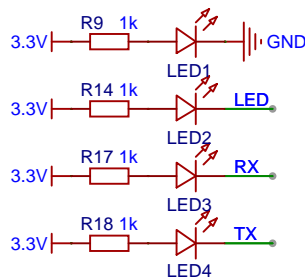 R9 1k
3.3V GND
LED1
R14 1k LED
3.3V
LED2
R17 1k RX
3.3V
LED3
R18 1k TX
3.3V
LED4